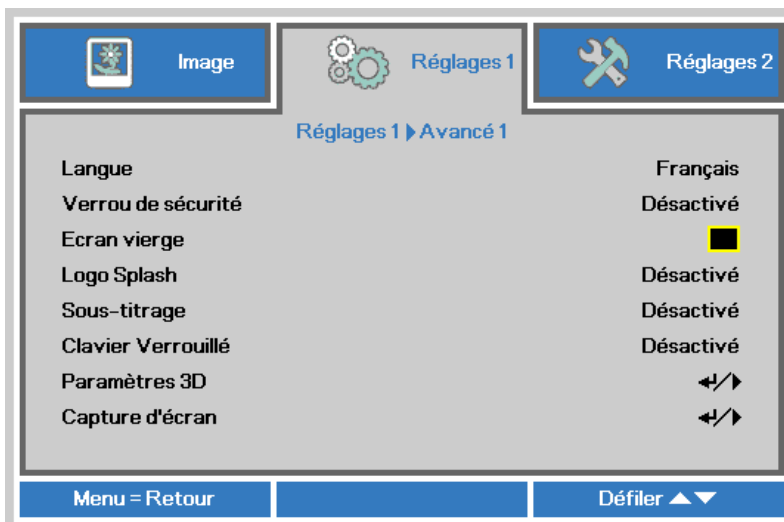 Image
Réglages 1
Réglages 2
Réglages 1 Avancé 1
Langue Français
Verrou de sécurité Désactivé
Ecran vierge
Logo Splash Désactivé
Sous-titrage Désactivé
Clavier Verrouillé Désactivé
Paramètres 3D
Capture d'écran
Menu = Retour
Défiler